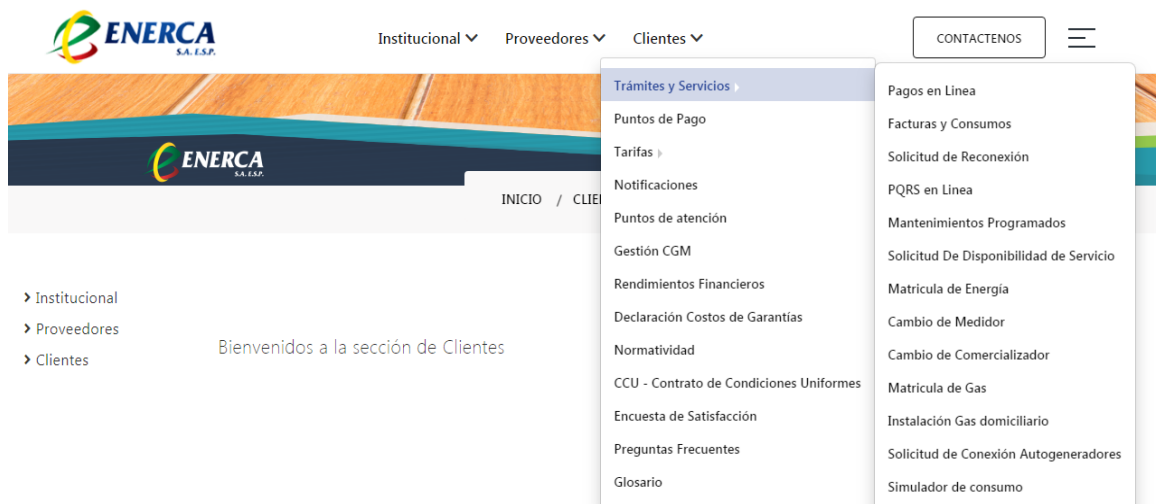 ENERCA
S.A. E.S.P.
Institucional
Proveedores
Clientes
CONTACTENOS
ENERCA
S.A. E.S.P.
INICIO / CLIE
Institucional
Proveedores
Clientes
Bienvenidos a la sección de Clientes
Trámites y Servicios
Puntos de Pago
Tarifas
Notificaciones
Puntos de atención
Gestión CGM
Rendimientos Financieros
Declaración Costos de Garantías
Normatividad
CCU - Contrato de Condiciones Uniformes
Encuesta de Satisfacción
Preguntas Frecuentes
Glosario
Pagos en Linea
Facturas y Consumos
Solicitud de Reconexión
PQRS en Linea
Mantenimientos Programados
Solicitud De Disponibilidad de Servicio
Matricula de Energía
Cambio de Medidor
Cambio de Comercializador
Matricula de Gas
Instalación Gas domiciliario
Solicitud de Conexión Autogeneradores
Simulador de consumo